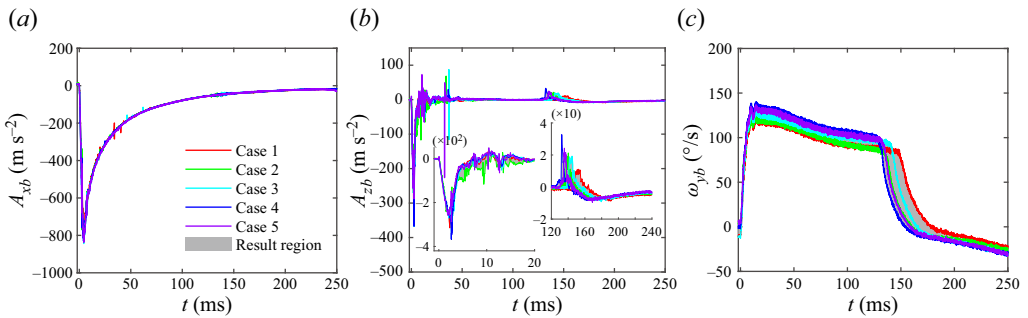 (a)
200
0
−200
−400
−600
−800
−1000
0 50 100 150 200 250
A_xb (m s⁻²)
t (ms)
Case 1
Case 2
Case 3
Case 4
Case 5
Result region
(b)
100
0
−100
−200
−300
−400
−500
0 50 100 150 200 250
A_zb (m s⁻²)
t (ms)
(×10²)
0
−2
−4
0 10 20
(×10)
4
2
0
−2
120 160 200 240
(c)
200
150
100
50
0
−50
−100
0 50 100 150 200 250
ω_yb (°/s)
t (ms)